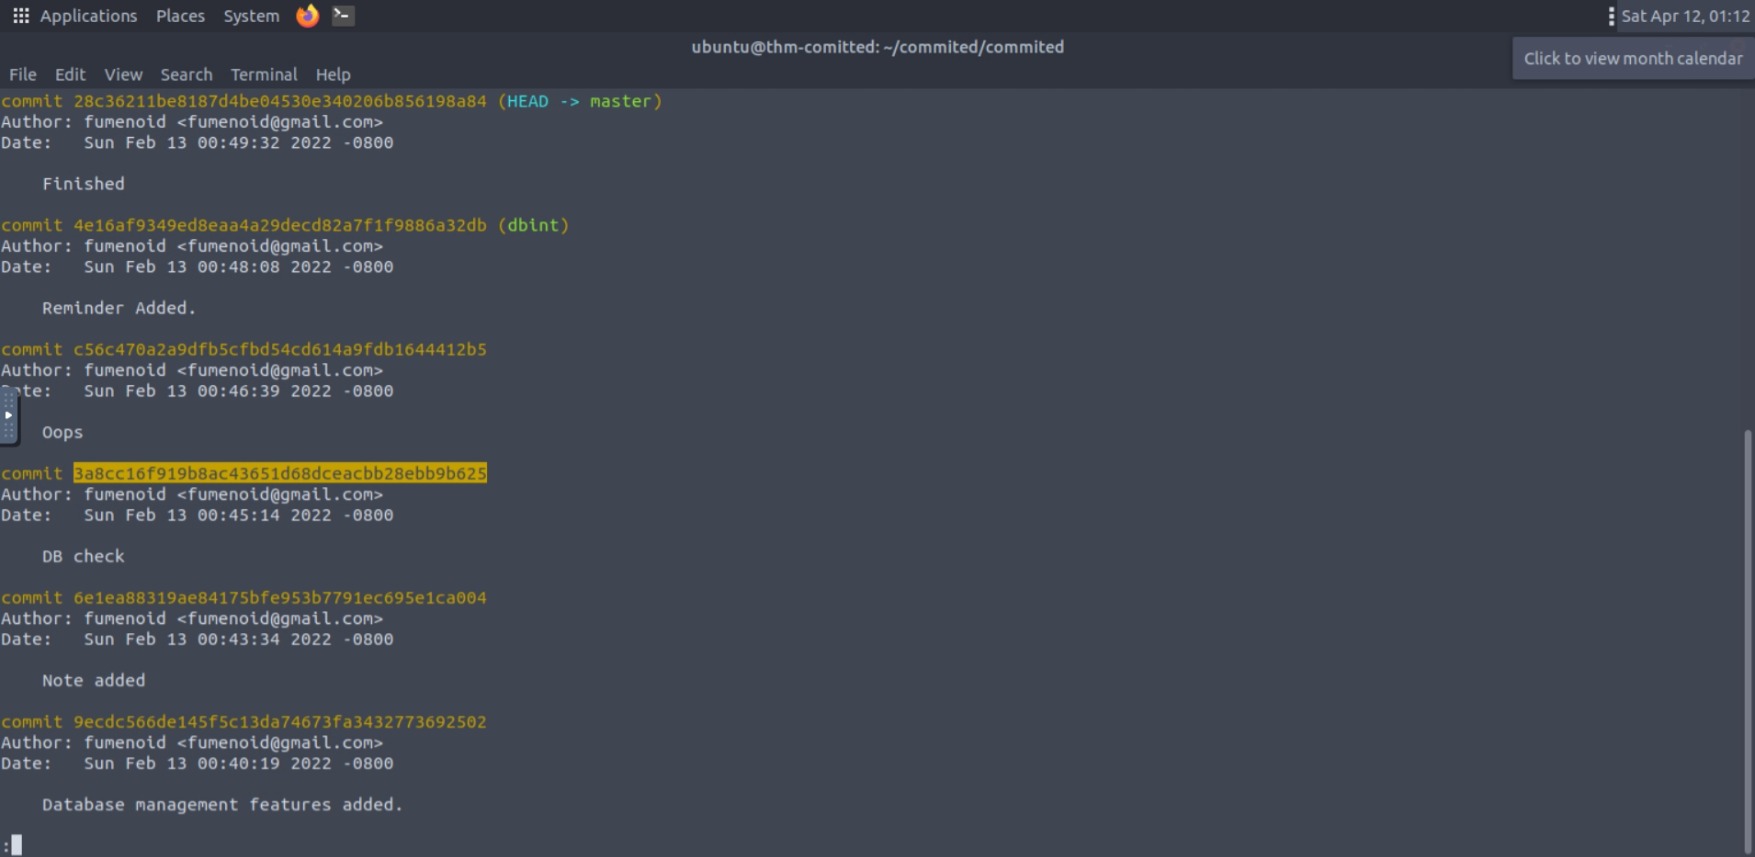 Applications Places System Sat Apr 12, 01:12
ubuntu@thm-comitted: ~/commited/commited
Click to view month calendar
File Edit View Search Terminal Help
commit 28c36211be8187d4be04530e340206b856198a84 (HEAD -> master)
Author: fumenoid <fumenoid@gmail.com>
Date: Sun Feb 13 00:49:32 2022 -0800
Finished
commit 4e16af9349ed8eaa4a29decd82a7f1f9886a32db (dbint)
Author: fumenoid <fumenoid@gmail.com>
Date: Sun Feb 13 00:48:08 2022 -0800
Reminder Added.
commit c56c470a2a9dfb5cfbd54cd614a9fdb1644412b5
Author: fumenoid <fumenoid@gmail.com>
Date: Sun Feb 13 00:46:39 2022 -0800
Oops
commit 3a8cc16f919b8ac43651d68dceacbb28ebb9b625
Author: fumenoid <fumenoid@gmail.com>
Date: Sun Feb 13 00:45:14 2022 -0800
DB check
commit 6e1ea88319ae84175bfe953b7791ec695e1ca004
Author: fumenoid <fumenoid@gmail.com>
Date: Sun Feb 13 00:43:34 2022 -0800
Note added
commit 9ecdc566de145f5c13da74673fa3432773692502
Author: fumenoid <fumenoid@gmail.com>
Date: Sun Feb 13 00:40:19 2022 -0800
Database management features added.
: